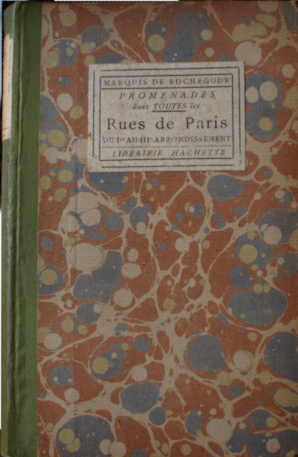 MARQUIS DE ROCHEGUDE
PROMENADES
dans TOUTES les
Rues de Paris
DU Iᵉʳ AU IIIᵉ ARRONDISSEMENT
LIBRAIRIE HACHETTE